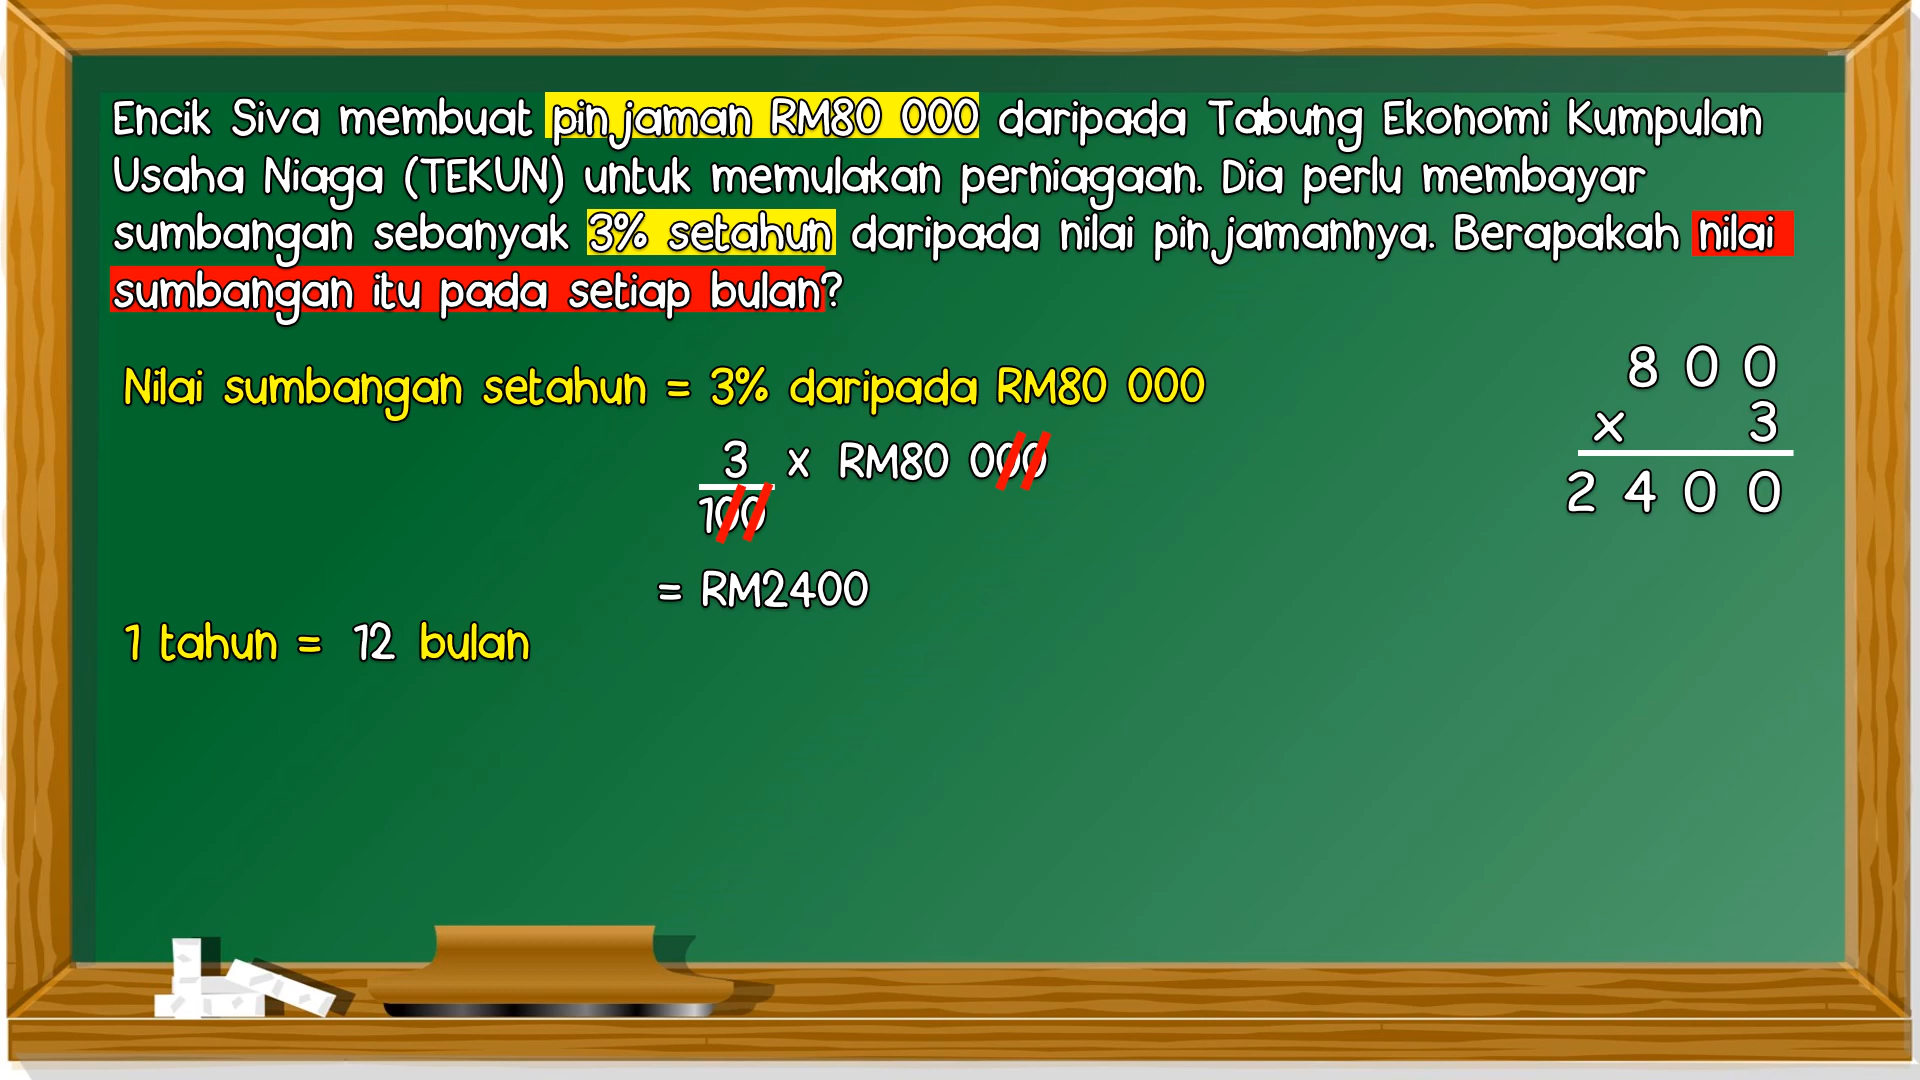 Encik Siva membuat pinjaman RM80 000 daripada Tabung Ekonomi Kumpulan
Usaha Niaga (TEKUN) untuk memulakan perniagaan. Dia perlu membayar
sumbangan sebanyak 3% setahun daripada nilai pinjamannya. Berapakah nilai
sumbangan itu pada setiap bulan?
Nilai sumbangan setahun = 3% daripada RM80 000
3 x RM80 000
100
= RM2400
1 tahun = 12 bulan
8 0 0
x 3
2 4 0 0